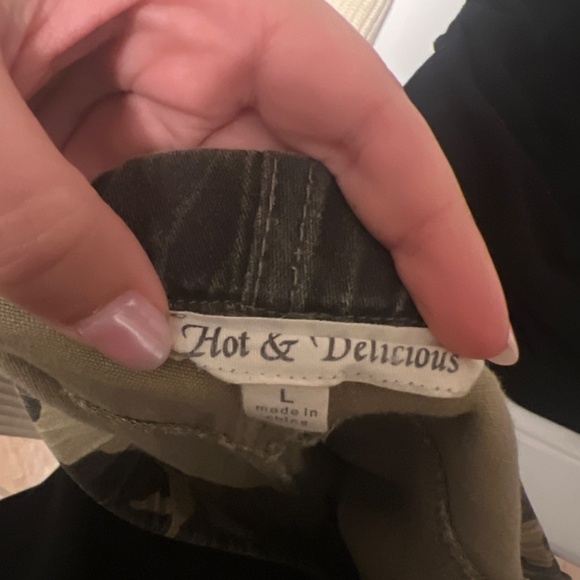 Hot & Delicious
L
made in
china